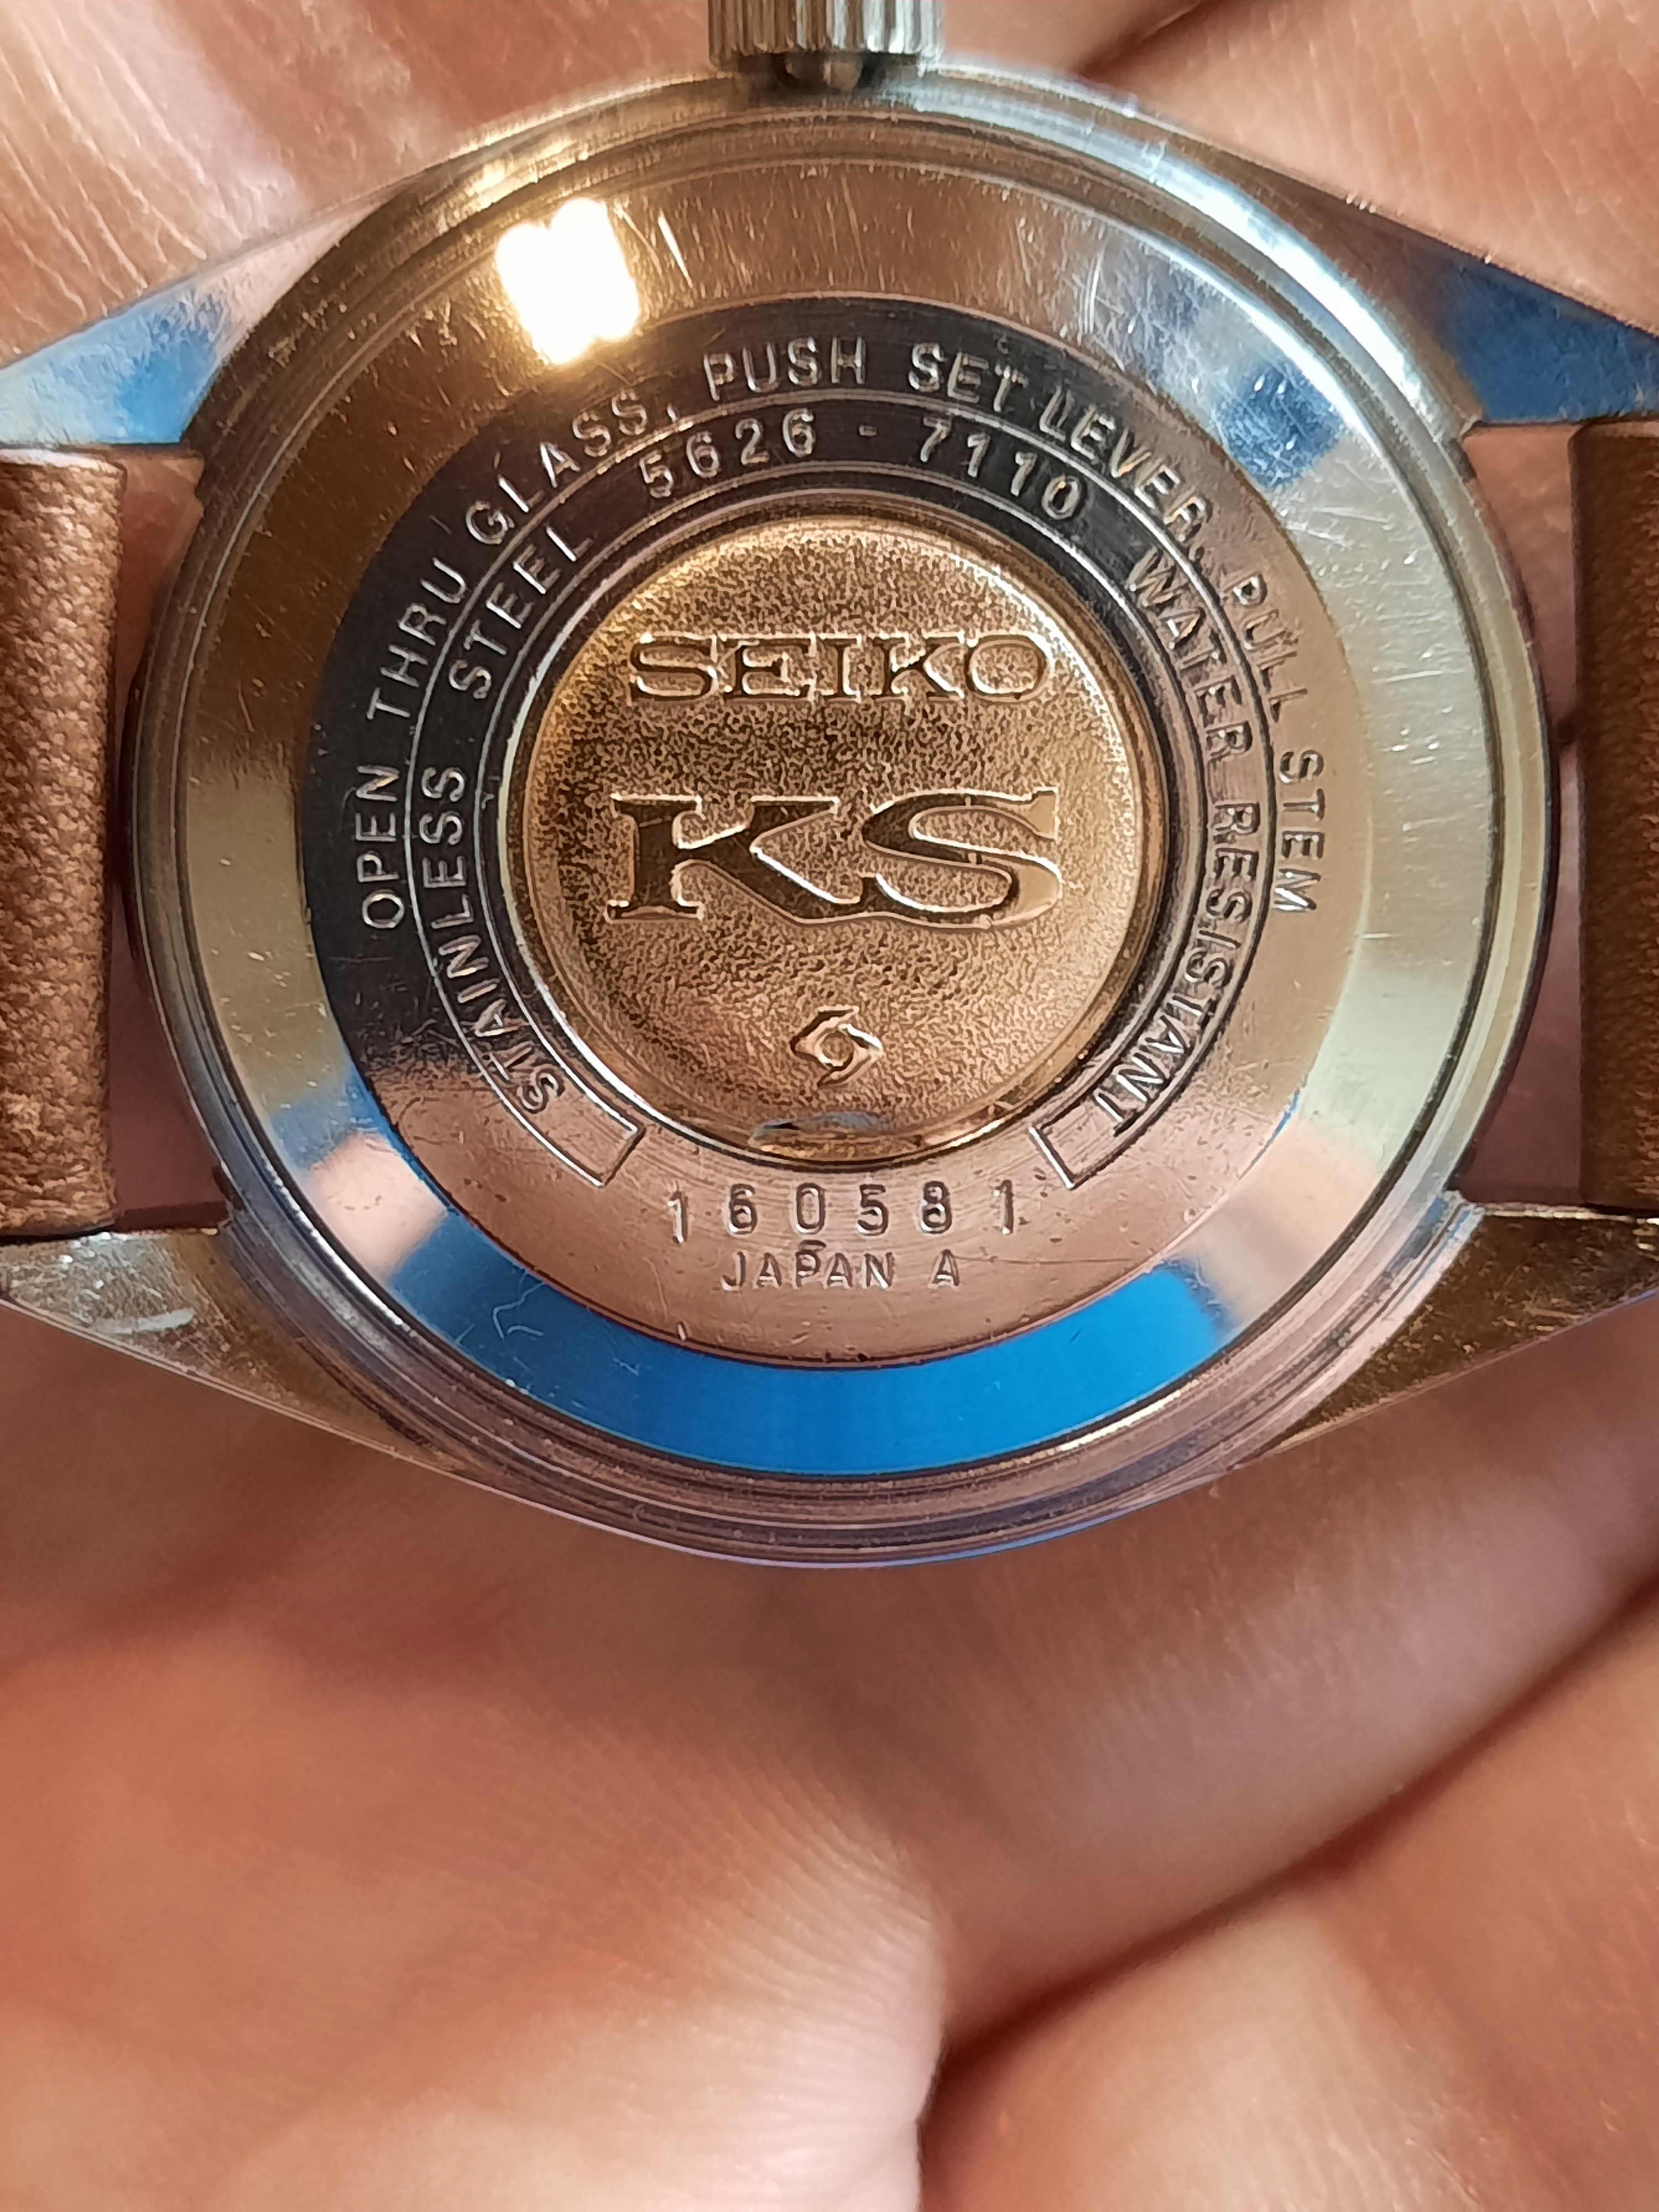 OPEN THRU GLASS, PUSH SET LEVER, PULL STEM
STAINLESS STEEL 5626 - 7110 WATER RESISTANT
SEIKO
KS
160581
JAPAN A